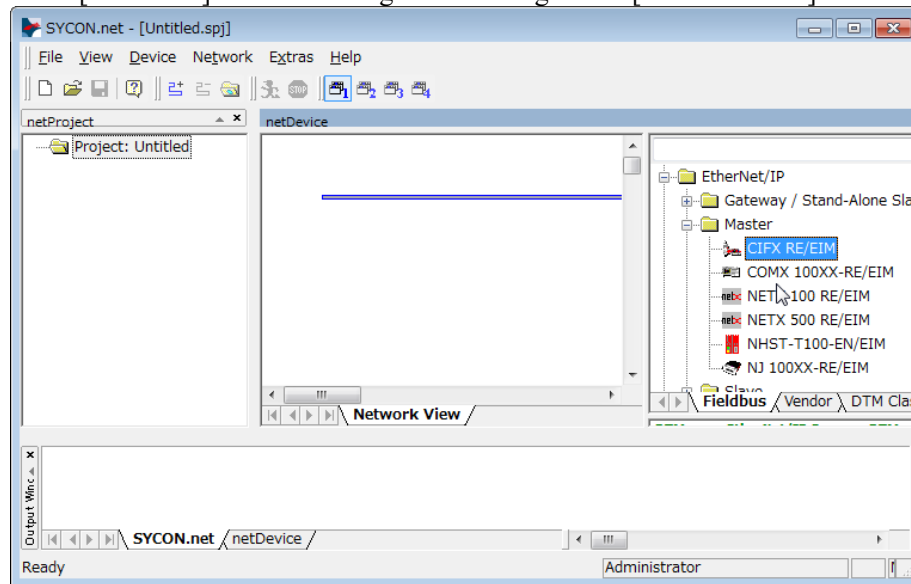 SYCON.net - [Untitled.spj]
File View Device Network Extras Help
netProject
netDevice
Project: Untitled
EtherNet/IP
Gateway / Stand-Alone Sla
Master
CIFX RE/EIM
COMX 100XX-RE/EIM
100 RE/EIM
NETX 500 RE/EIM
NHST-T100-EN/EIM
NJ 100XX-RE/EIM
Slave
Network View
Fieldbus Vendor DTM Clas
Output Winc
SYCON.net netDevice
Ready
Administrator